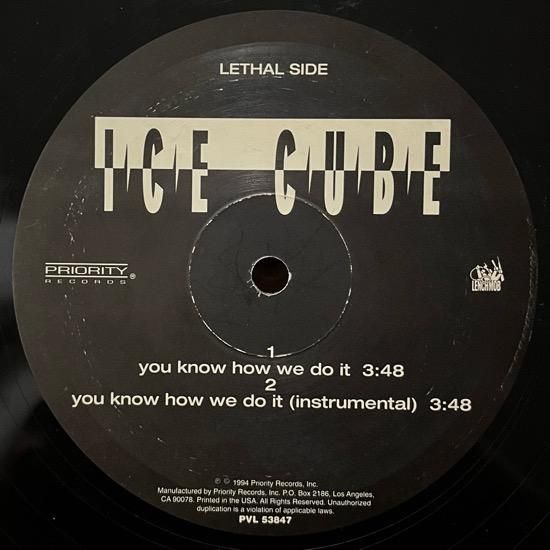 LETHAL SIDE
ICE CUBE
PRIORITY®
RECORDS
LENCHMOB
1
you know how we do it 3:48
2
you know how we do it (instrumental) 3:48
℗ © 1994 Priority Records, Inc.
Manufactured by Priority Records, Inc. P.O. Box 2186, Los Angeles,
CA 90078. Printed in the USA. All Rights Reserved. Unauthorized
duplication is a violation of applicable laws.
PVL 53847